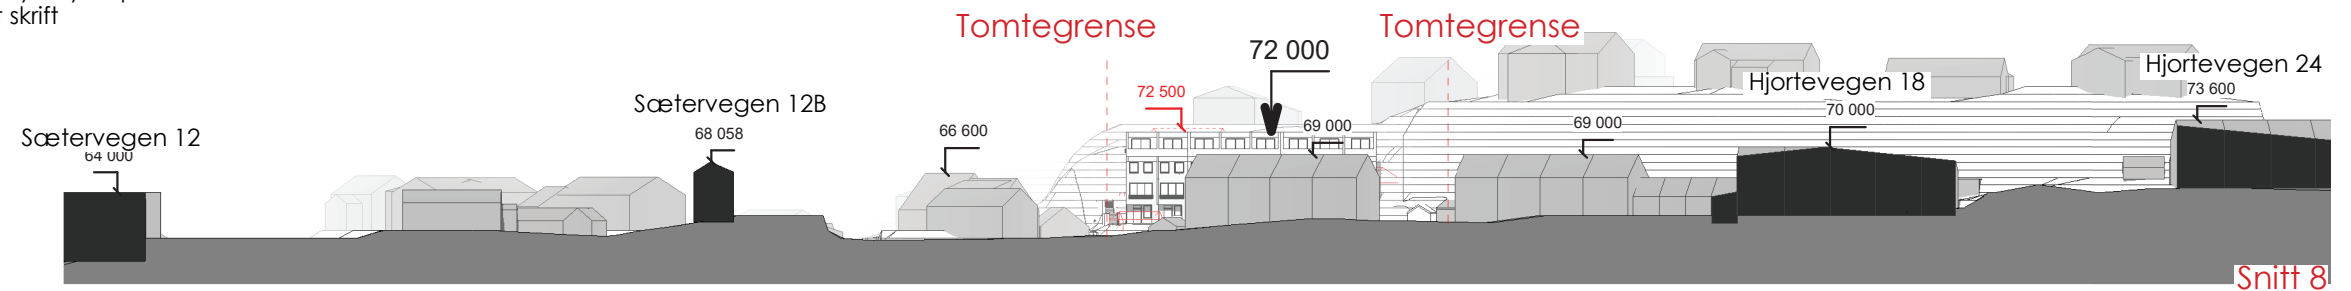 skrift
Tomtegrense
Tomtegrense
72 000
Hjortevegen 24
73 600
Hjortevegen 18
70 000
72 500
Sætervegen 12B
68 058
66 600
69 000
69 000
Sætervegen 12
64 000
Snitt 8